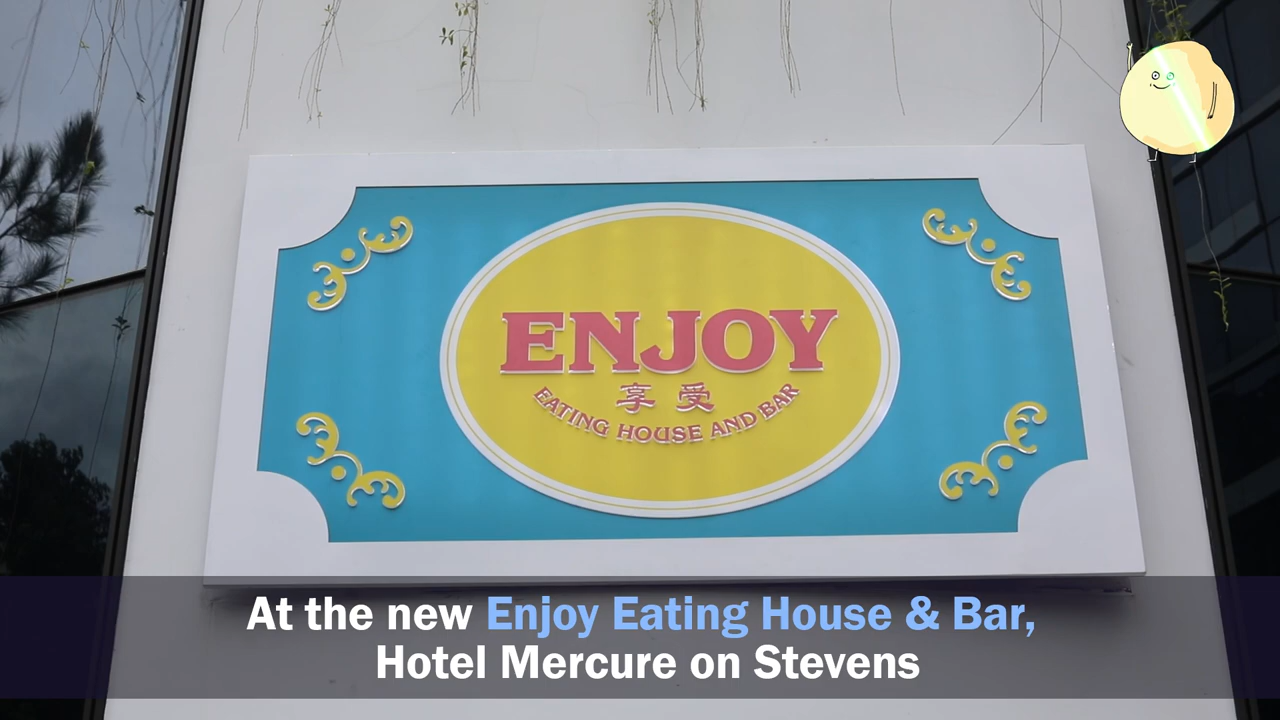 ENJOY
享受
EATING HOUSE AND BAR
At the new Enjoy Eating House & Bar,
Hotel Mercure on Stevens